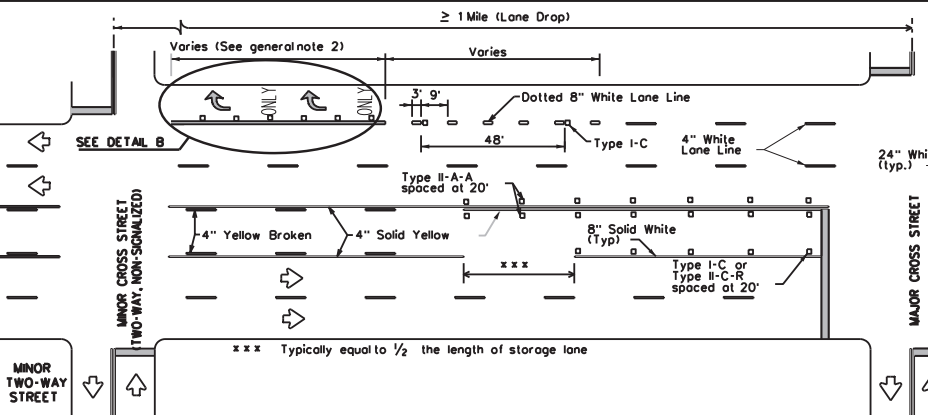 ≥ 1 Mile (Lane Drop)
Varies (See general note 2)
Varies
ONLY
ONLY
3' 9'
Dotted 8" White Lane Line
SEE DETAIL B
48'
Type I-C
4" White
Lane Line
24" Whi
(typ.)
Type II-A-A
spaced at 20'
4" Yellow Broken
4" Solid Yellow
8" Solid White
(Typ)
x x x
Type I-C or
Type II-C-R
spaced at 20'
MINOR CROSS STREET
(TWO-WAY, NON-SIGNALIZED)
MAJOR CROSS STREET
x x x Typically equal to 1/2 the length of storage lane
MINOR
TWO-WAY
STREET